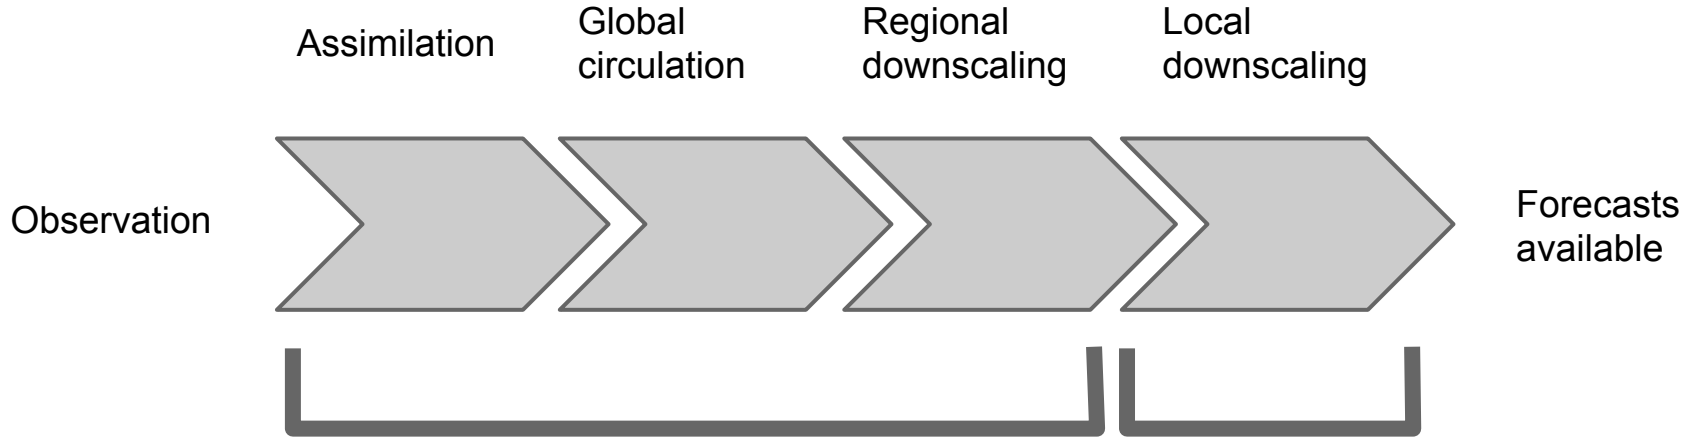 Assimilation
Global
circulation
Regional
downscaling
Local
downscaling
Observation
Forecasts
available